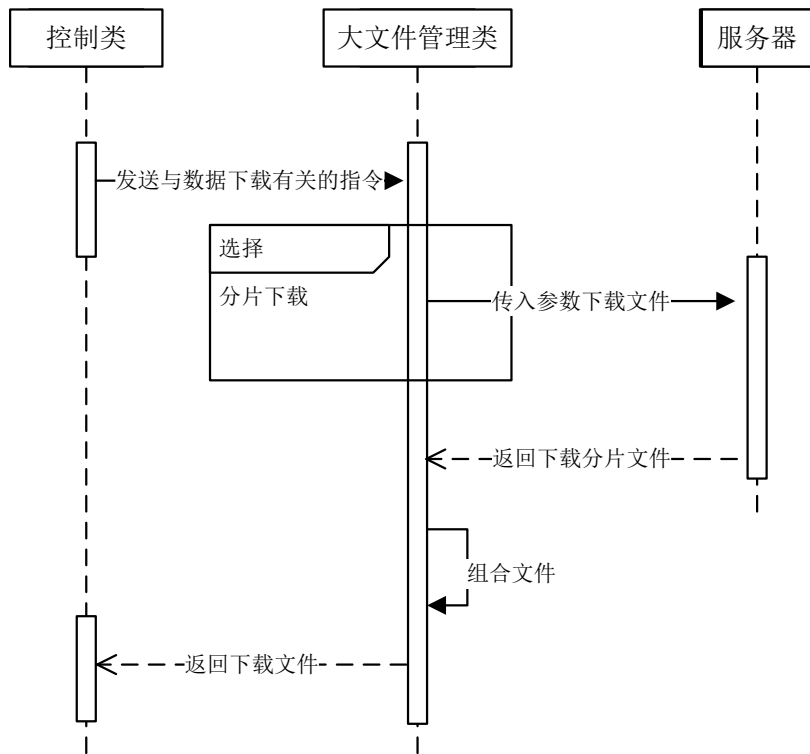 控制类
大文件管理类
服务器
发送与数据下载有关的指令
选择
分片下载
传入参数下载文件
返回下载分片文件
组合文件
返回下载文件